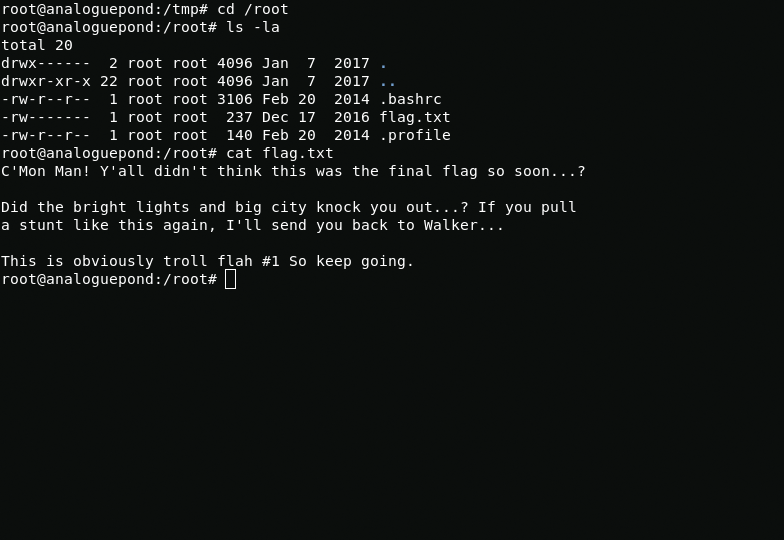 root@analoguepond:/tmp# cd /root
root@analoguepond:/root# ls -la
total 20
drwx------  2 root root 4096 Jan  7  2017 .
drwxr-xr-x 22 root root 4096 Jan  7  2017 ..
-rw-r--r--  1 root root 3106 Feb 20  2014 .bashrc
-rw-------  1 root root  237 Dec 17  2016 flag.txt
-rw-r--r--  1 root root  140 Feb 20  2014 .profile
root@analoguepond:/root# cat flag.txt
C'Mon Man! Y'all didn't think this was the final flag so soon...?
Did the bright lights and big city knock you out...? If you pull
a stunt like this again, I'll send you back to Walker...
This is obviously troll flah #1 So keep going.
root@analoguepond:/root#